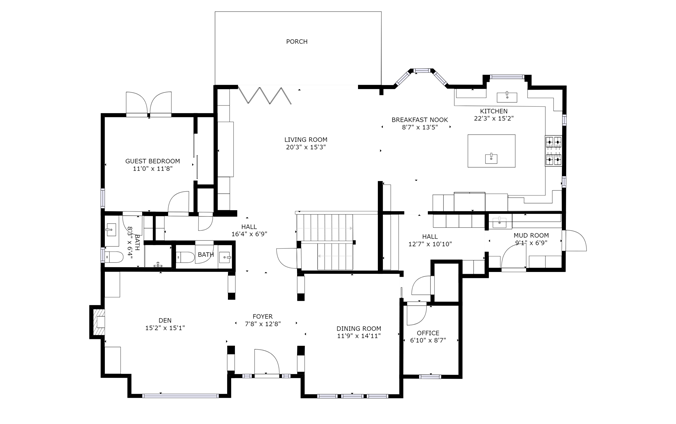 PORCH
KITCHEN
22'3" x 15'2"
BREAKFAST NOOK
8'7" x 13'5"
LIVING ROOM
20'3" x 15'3"
GUEST BEDROOM
11'0" x 11'8"
HALL
16'4" x 6'9"
BATH
8'3" x 6'4"
BATH
HALL
12'7" x 10'10"
MUD ROOM
9'1" x 6'9"
DEN
15'2" x 15'1"
FOYER
7'8" x 12'8"
DINING ROOM
11'9" x 14'11"
OFFICE
6'10" x 8'7"